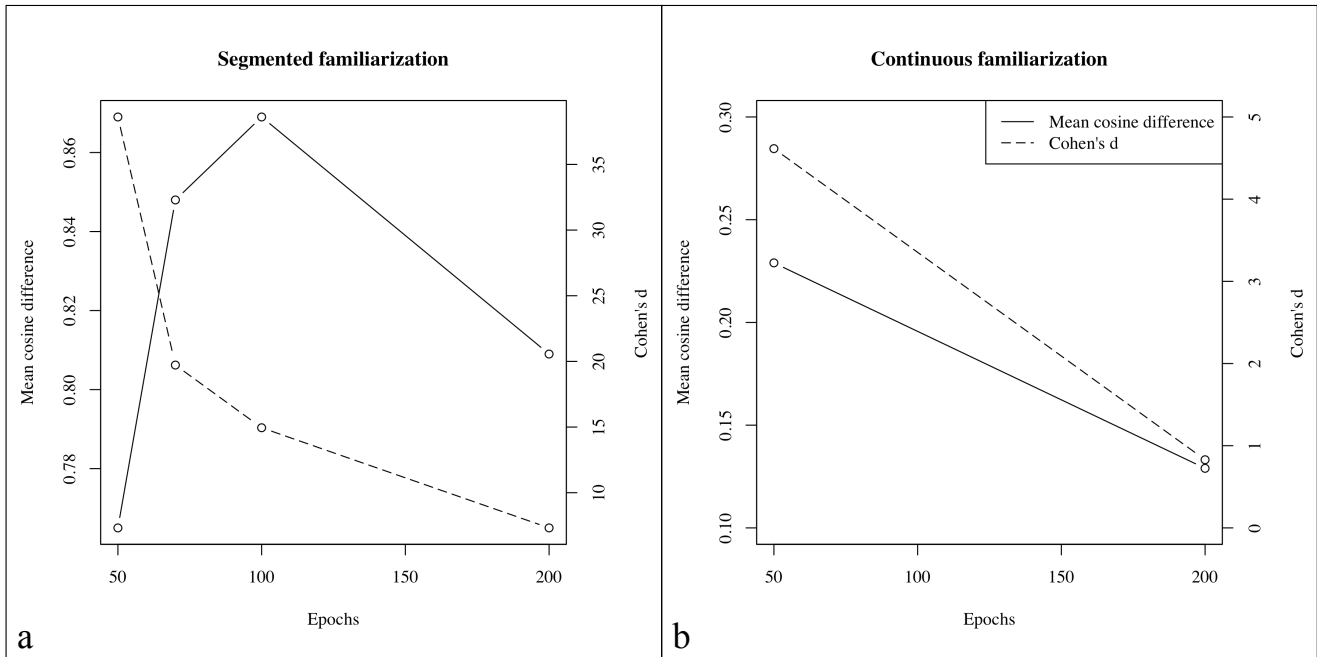 Segmented familiarization
Mean cosine difference
0.86
0.84
0.82
0.80
0.78
35
30
25
20
15
10
Cohen's d
50 100 150 200
Epochs
a
Continuous familiarization
Mean cosine difference
0.30
0.25
0.20
0.15
0.10
Mean cosine difference
Cohen's d
5
4
3
2
1
0
Cohen's d
50 100 150 200
Epochs
b